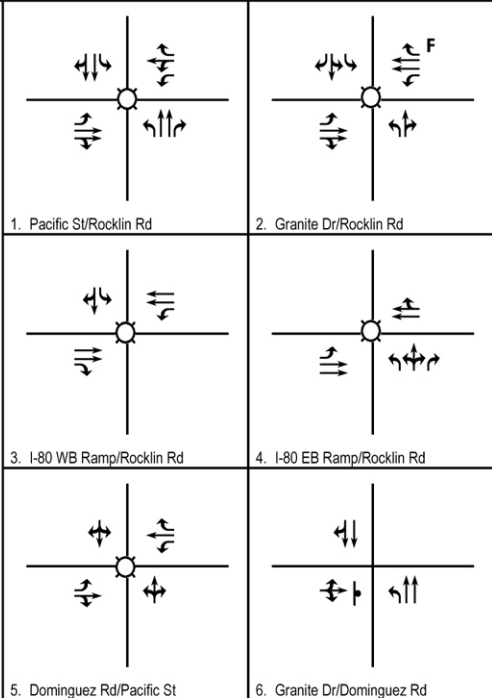 F
1. Pacific St/Rocklin Rd
2. Granite Dr/Rocklin Rd
3. I-80 WB Ramp/Rocklin Rd
4. I-80 EB Ramp/Rocklin Rd
5. Dominguez Rd/Pacific St
6. Granite Dr/Dominguez Rd